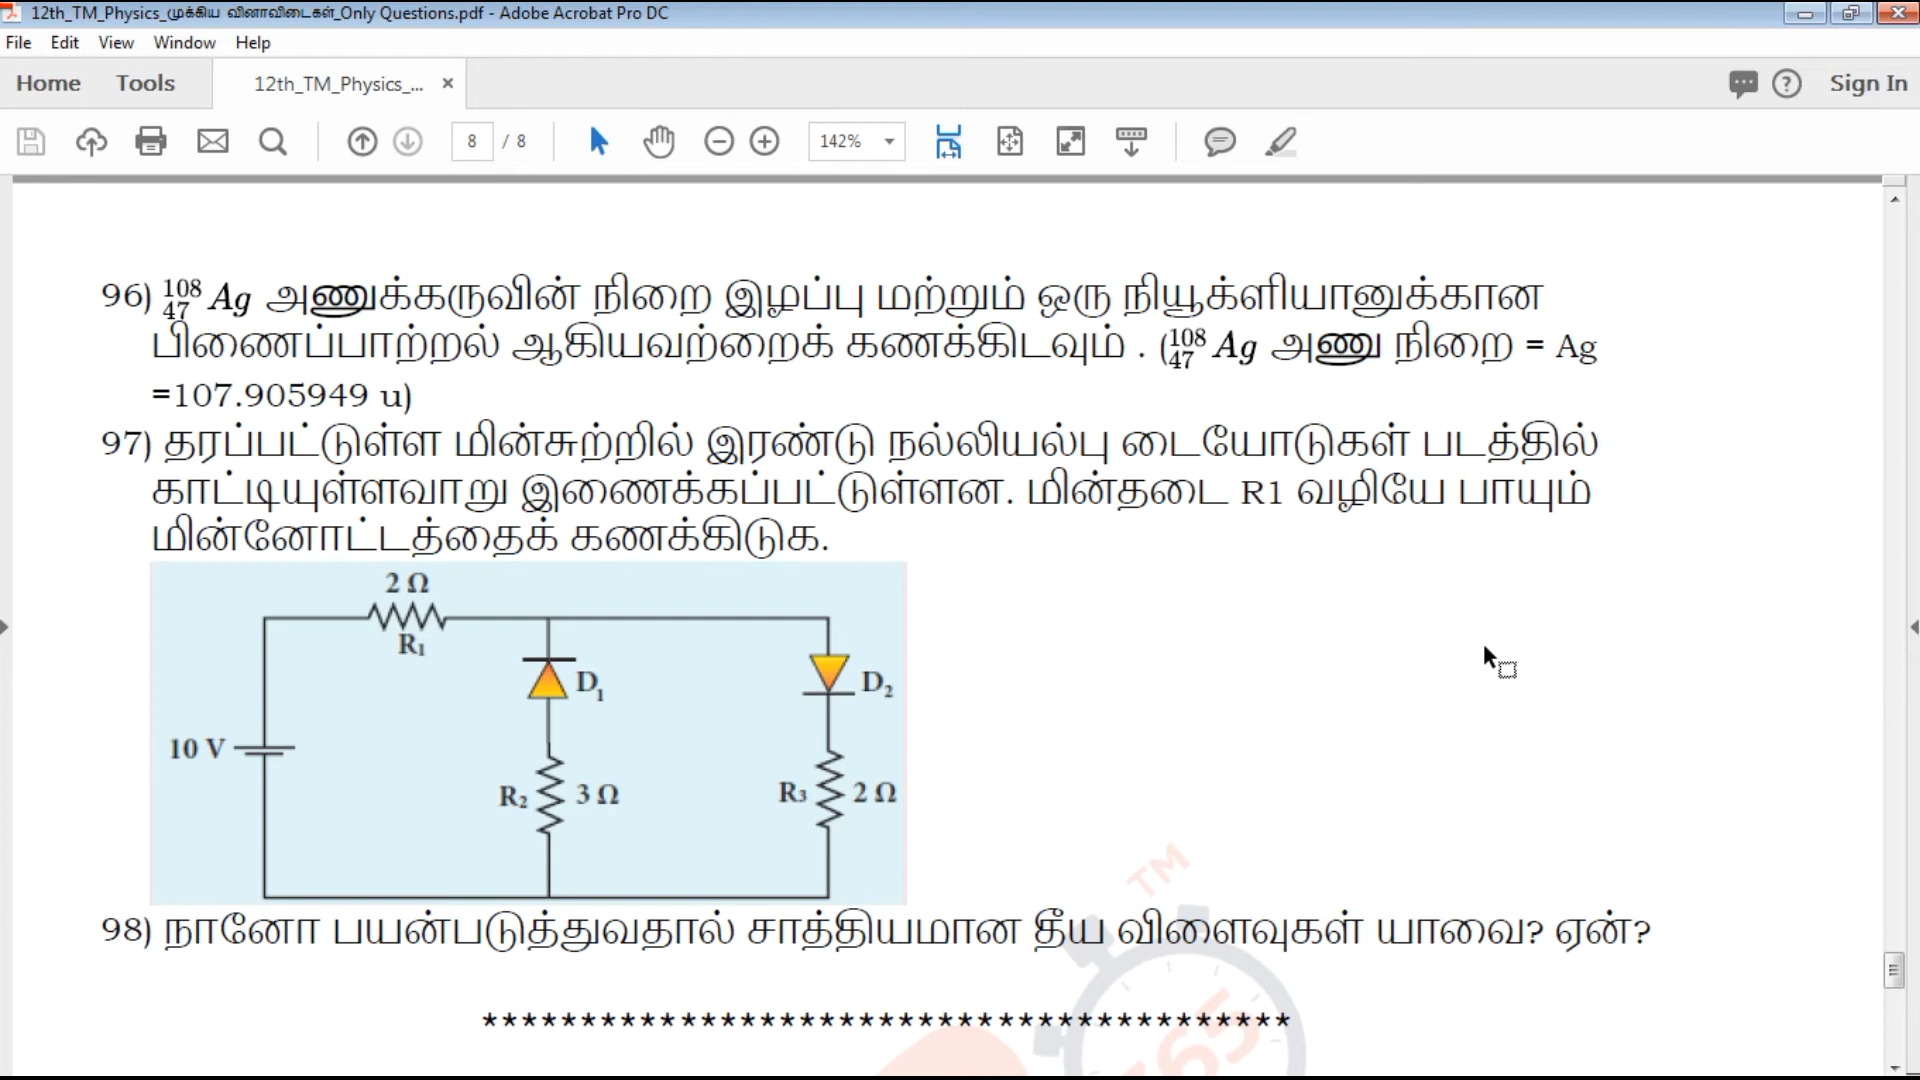 12th_TM_Physics_முக்கிய வினாவிடைகள்_Only Questions.pdf - Adobe Acrobat Pro DC
File Edit View Window Help
Home Tools 12th_TM_Physics_... × Sign In
8 / 8 142%
96) ¹⁰⁸₄₇Ag அணுக்கருவின் நிறை இழப்பு மற்றும் ஒரு நியூக்ளியானுக்கான
பிணைப்பாற்றல் ஆகியவற்றைக் கணக்கிடவும் . (¹⁰⁸₄₇Ag அணு நிறை = Ag
=107.905949 u)
97) தரப்பட்டுள்ள மின்சுற்றில் இரண்டு நல்லியல்பு டையோடுகள் படத்தில்
காட்டியுள்ளவாறு இணைக்கப்பட்டுள்ளன. மின்தடை R1 வழியே பாயும்
மின்னோட்டத்தைக் கணக்கிடுக.
2 Ω
R₁
D₁
D₂
10 V
R₂ 3 Ω
R₃ 2 Ω
98) நானோ பயன்படுத்துவதால் சாத்தியமான தீய விளைவுகள் யாவை? ஏன்?
*****************************************
TM
365